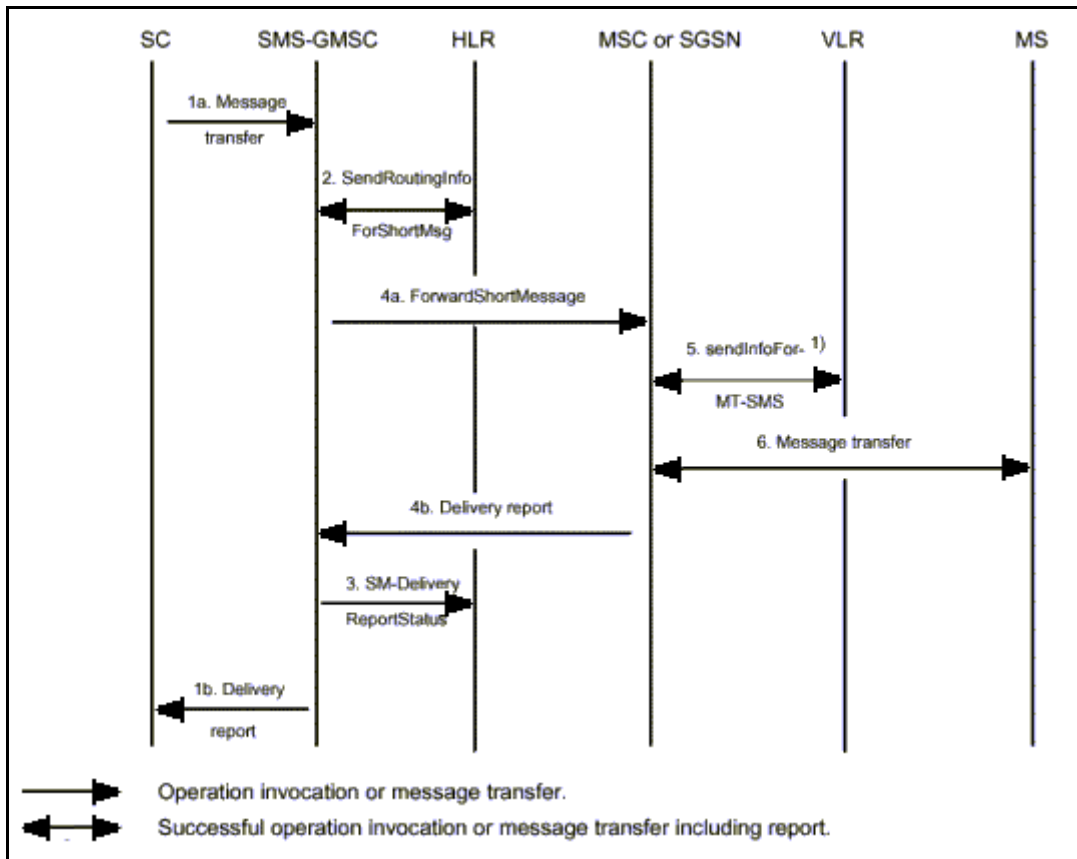 SC SMS-GMSC HLR MSC or SGSN VLR MS
1a. Message
transfer
2. SendRoutingInfo
ForShortMsg
4a. ForwardShortMessage
5. sendInfoFor- 1)
MT-SMS
6. Message transfer
4b. Delivery report
3. SM-Delivery
ReportStatus
1b. Delivery
report
Operation invocation or message transfer.
Successful operation invocation or message transfer including report.